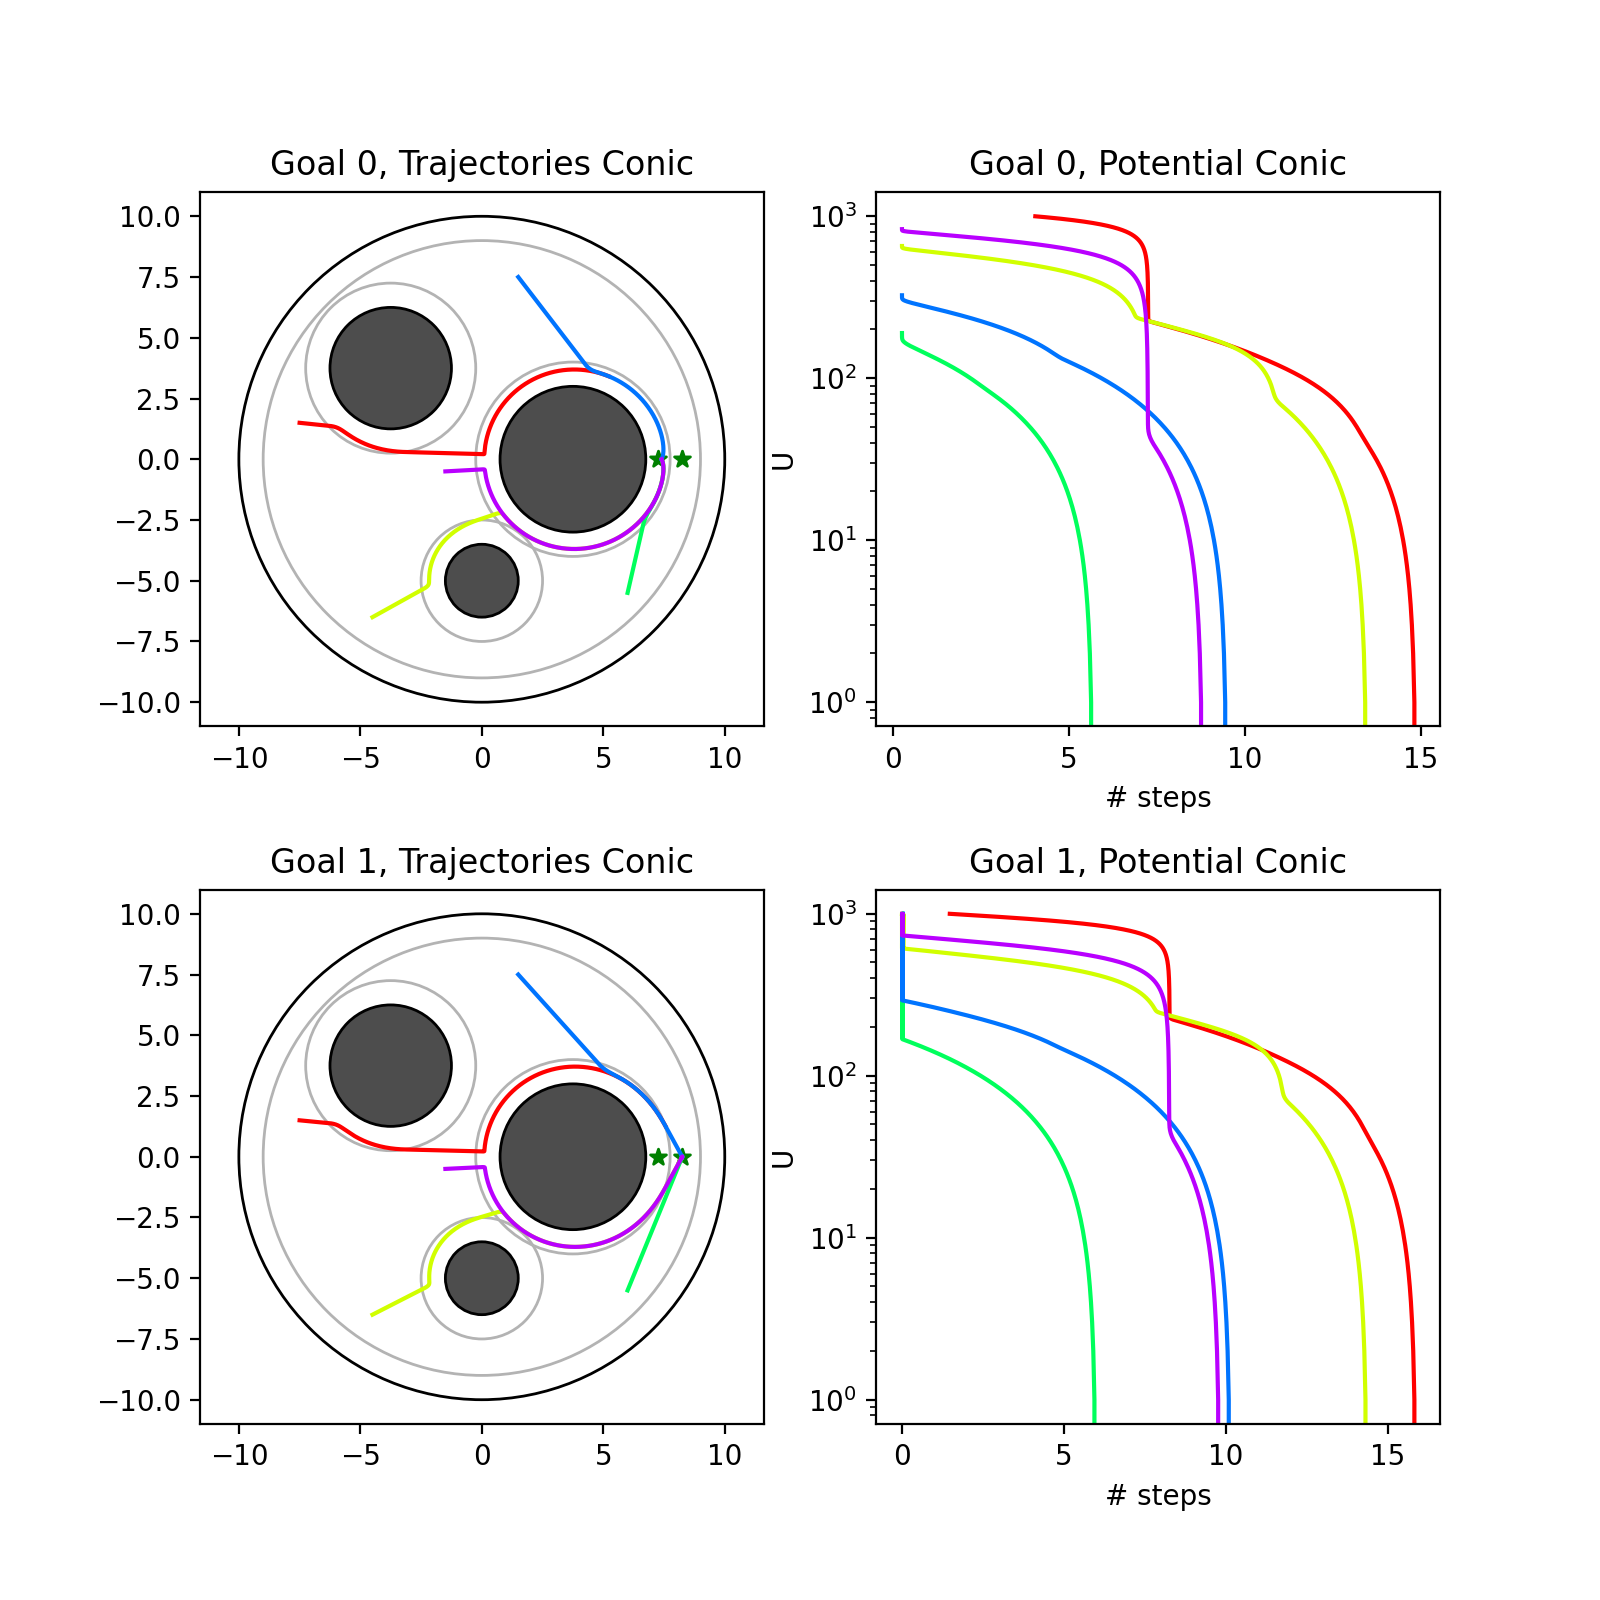 Goal 0, Trajectories Conic
10.0
7.5
5.0
2.5
0.0
−2.5
−5.0
−7.5
−10.0
−10 −5 0 5 10
Goal 0, Potential Conic
U
10³
10²
10¹
10⁰
0 5 10 15
# steps
Goal 1, Trajectories Conic
10.0
7.5
5.0
2.5
0.0
−2.5
−5.0
−7.5
−10.0
−10 −5 0 5 10
Goal 1, Potential Conic
U
10³
10²
10¹
10⁰
0 5 10 15
# steps